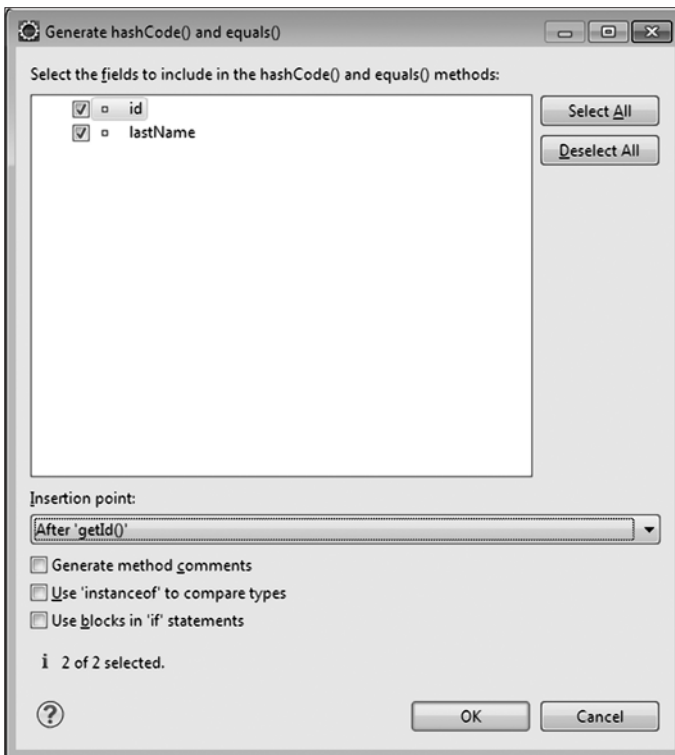 Generate hashCode() and equals()
Select the fields to include in the hashCode() and equals() methods:
id
lastName
Select All
Deselect All
Insertion point:
After 'getId()'
Generate method comments
Use 'instanceof' to compare types
Use blocks in 'if' statements
i 2 of 2 selected.
?
OK
Cancel